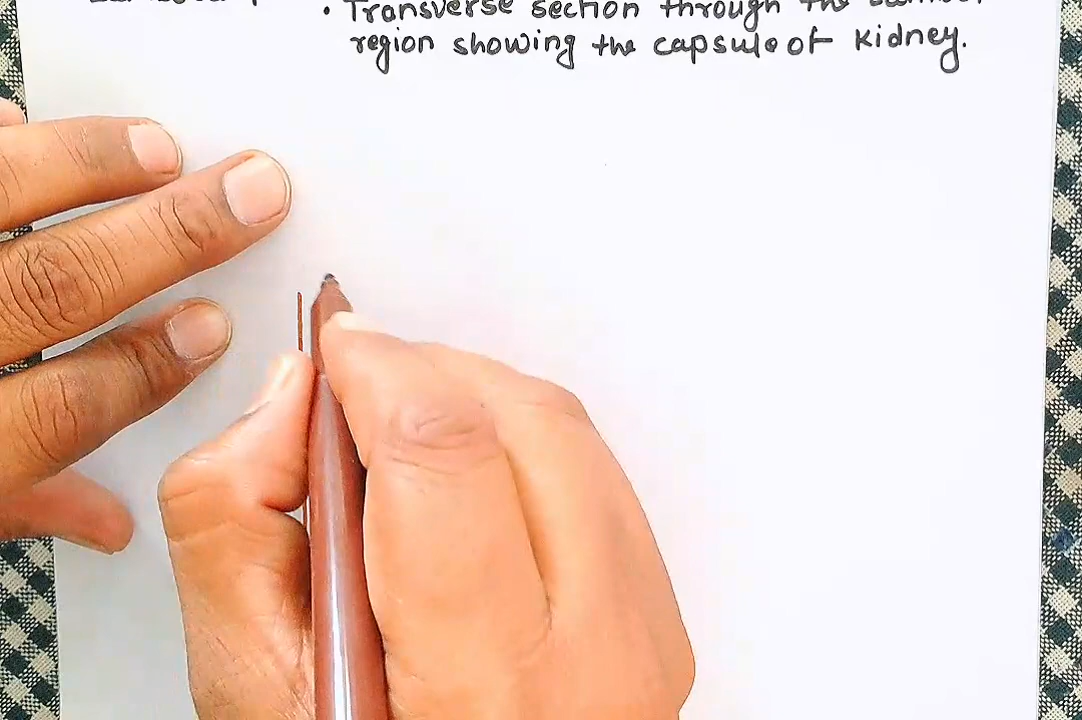 • Transverse section through the
region showing the capsule of Kidney.